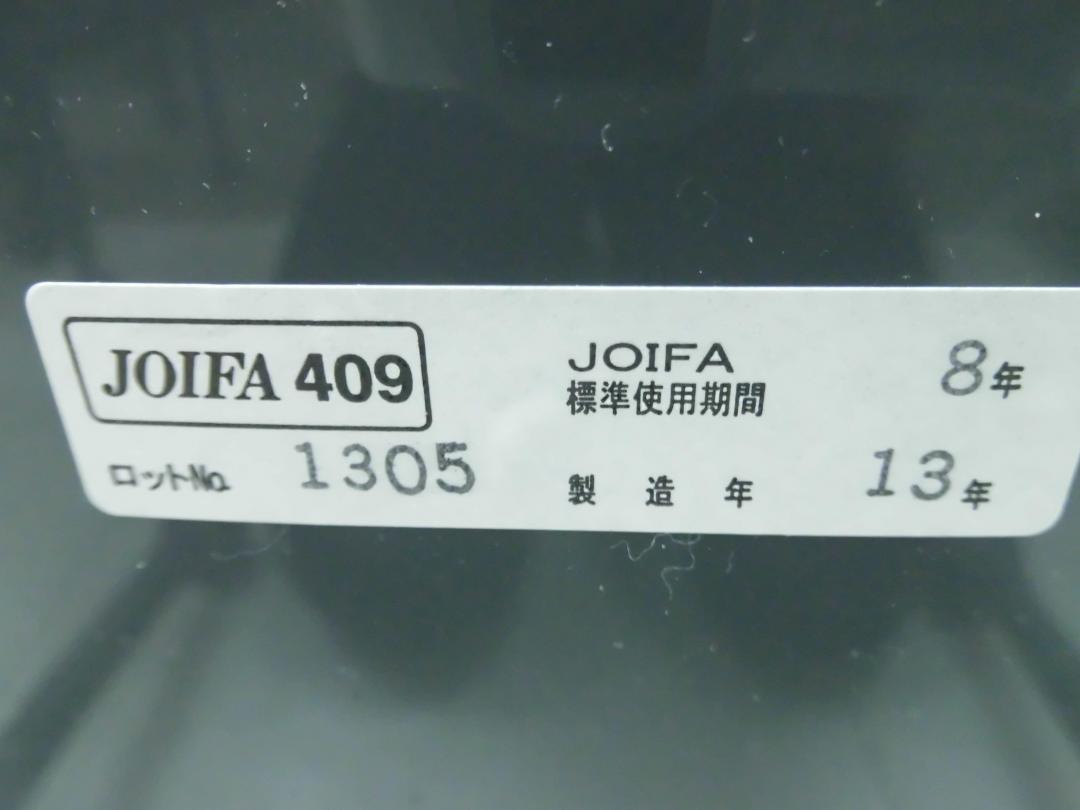 JOIFA 409
ロットNo. 1305
JOIFA
標準使用期間 8年
製造年 13年